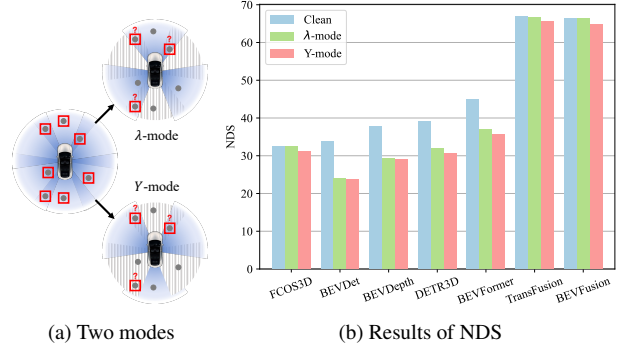 ?
?
?
λ-mode
Y-mode
?
?
?
(a) Two modes
70
60
50
40
30
20
10
0
NDS
Clean
λ-mode
Y-mode
FCOS3D
BEVDet
BEVDepth
DETR3D
BEVFormer
TransFusion
BEVFusion
(b) Results of NDS